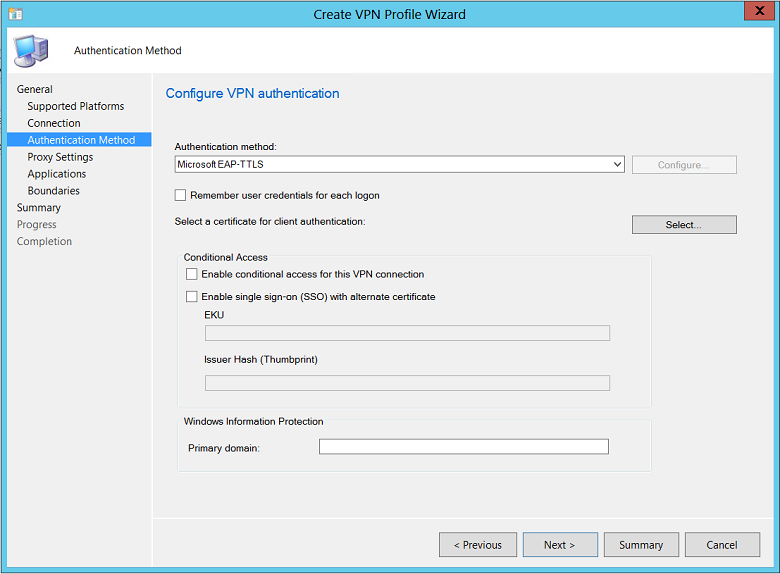 Create VPN Profile Wizard
X
Authentication Method
General
Supported Platforms
Connection
Authentication Method
Proxy Settings
Applications
Boundaries
Summary
Progress
Completion
Configure VPN authentication
Authentication method:
Microsoft EAP-TTLS
Configure...
Remember user credentials for each logon
Select a certificate for client authentication:
Select...
Conditional Access
Enable conditional access for this VPN connection
Enable single sign-on (SSO) with alternate certificate
EKU
Issuer Hash (Thumbprint)
Windows Information Protection
Primary domain:
< Previous
Next >
Summary
Cancel